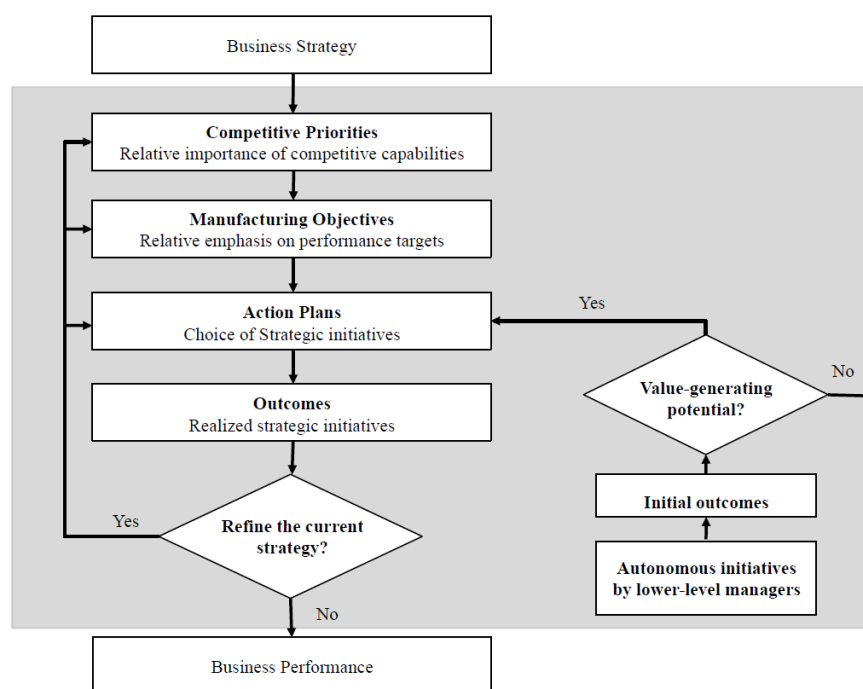 Business Strategy
Competitive Priorities
Relative importance of competitive capabilities
Manufacturing Objectives
Relative emphasis on performance targets
Action Plans
Choice of Strategic initiatives
Outcomes
Realized strategic initiatives
Yes
Refine the current
strategy?
No
Business Performance
Yes
Value-generating
potential?
No
Initial outcomes
Autonomous initiatives
by lower-level managers